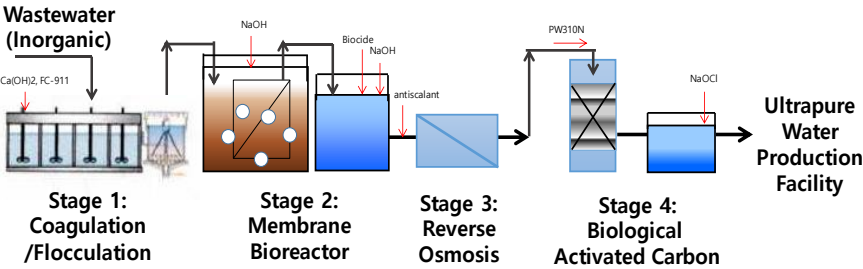 Wastewater
(Inorganic)
Ca(OH)2, FC-911
NaOH
Biocide
NaOH
antiscalant
PW310N
NaOCl
Ultrapure
Water
Production
Facility
Stage 1:
Coagulation
/Flocculation
Stage 2:
Membrane
Bioreactor
Stage 3:
Reverse
Osmosis
Stage 4:
Biological
Activated Carbon